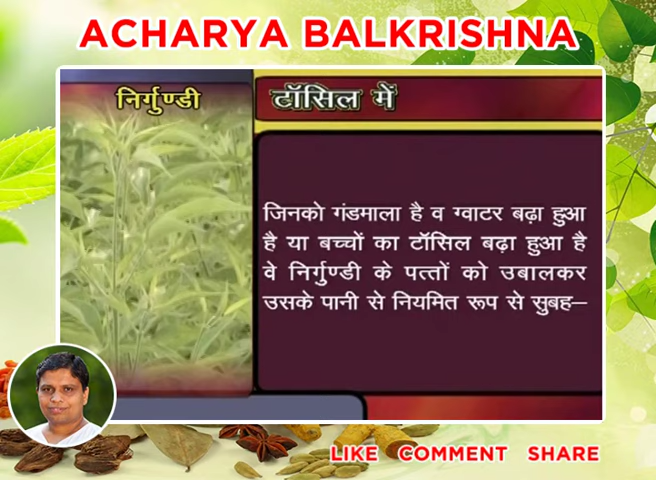 ACHARYA BALKRISHNA
निर्गुण्डी
टॉसिल में
जिनको गंडमाला है व ग्वाटर बढ़ा हुआ
है या बच्चों का टॉसिल बढ़ा हुआ है
वे निर्गुण्डी के पत्तों को उबालकर
उसके पानी से नियमित रूप से सुबह–
LIKE COMMENT SHARE